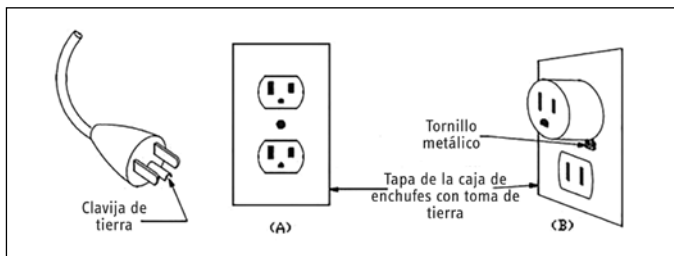 Clavija de
tierra
(A)
Tapa de la caja de
enchufes con toma de
tierra
Tornillo
metálico
(B)